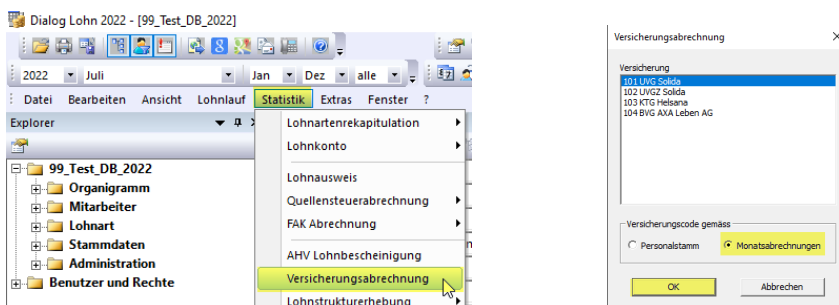 Dialog Lohn 2022 - [99_Test_DB_2022]
2022 Juli Jan Dez alle
Datei Bearbeiten Ansicht Lohnlauf Statistik Extras Fenster ?
Explorer
99_Test_DB_2022
Organigramm
Mitarbeiter
Lohnart
Stammdaten
Administration
Benutzer und Rechte
Lohnartenrekapitulation
Lohnkonto
Lohnausweis
Quellensteuerabrechnung
FAK Abrechnung
AHV Lohnbescheinigung
Versicherungsabrechnung
Lohnstrukturerhebung
Versicherungsabrechnung
Versicherung
101 UVG Solida
102 UVGZ Solida
103 KTG Helsana
104 BVG AXA Leben AG
Versicherungscode gemäss
Personalstamm Monatsabrechnungen
OK Abbrechen